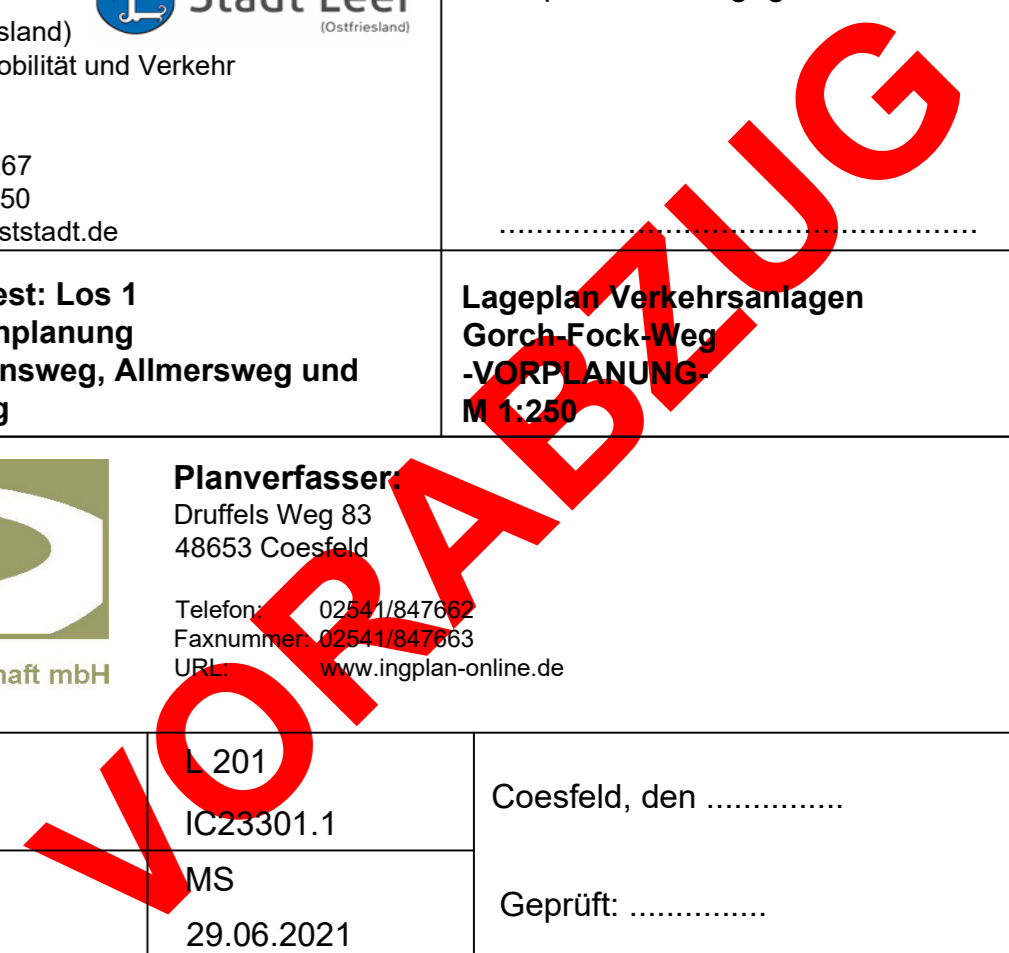 Stadt Leer
(Ostfriesland)
sland)
obilität und Verkehr
67
50
ststadt.de
...................................................
est: Los 1
nplanung
nsweg, Allmersweg und
g
Lageplan Verkehrsanlagen
Gorch-Fock-Weg
-VORPLANUNG-
M 1:250
haft mbH
Planverfasser:
Druffels Weg 83
48653 Coesfeld
Telefon: 02541/847662
Faxnummer: 02541/847663
URL: www.ingplan-online.de
L 201
IC23301.1
MS
29.06.2021
Coesfeld, den ...............
Geprüft: ...............
VORABZUG